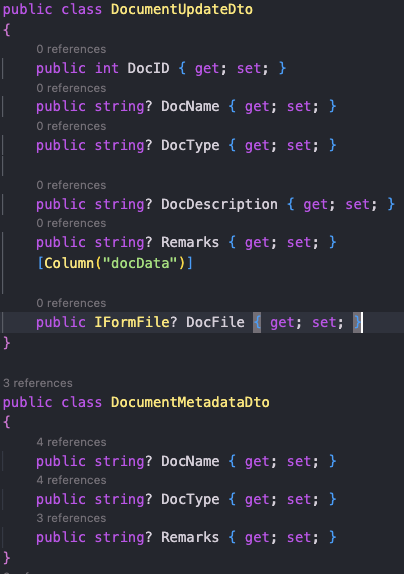 public class DocumentUpdateDto
{
0 references
public int DocID { get; set; }
0 references
public string? DocName { get; set; }
0 references
public string? DocType { get; set; }
0 references
public string? DocDescription { get; set; }
0 references
public string? Remarks { get; set; }
[Column("docData")]
0 references
public IFormFile? DocFile { get; set; }
}
3 references
public class DocumentMetadataDto
{
4 references
public string? DocName { get; set; }
4 references
public string? DocType { get; set; }
3 references
public string? Remarks { get; set; }
}